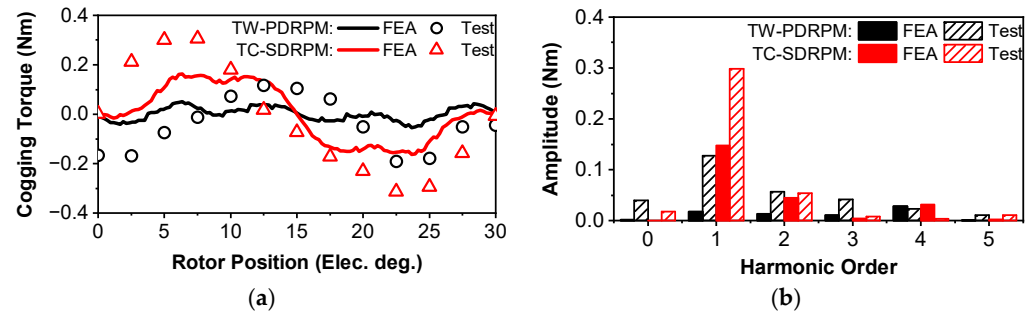 TW-PDRPM: FEA Test
TC-SDRPM: FEA Test
Cogging Torque (Nm)
0.4
0.2
0.0
-0.2
-0.4
0 5 10 15 20 25 30
Rotor Position (Elec. deg.)
(a)
TW-PDRPM: FEA Test
TC-SDRPM: FEA Test
Amplitude (Nm)
0.4
0.3
0.2
0.1
0.0
0 1 2 3 4 5
Harmonic Order
(b)